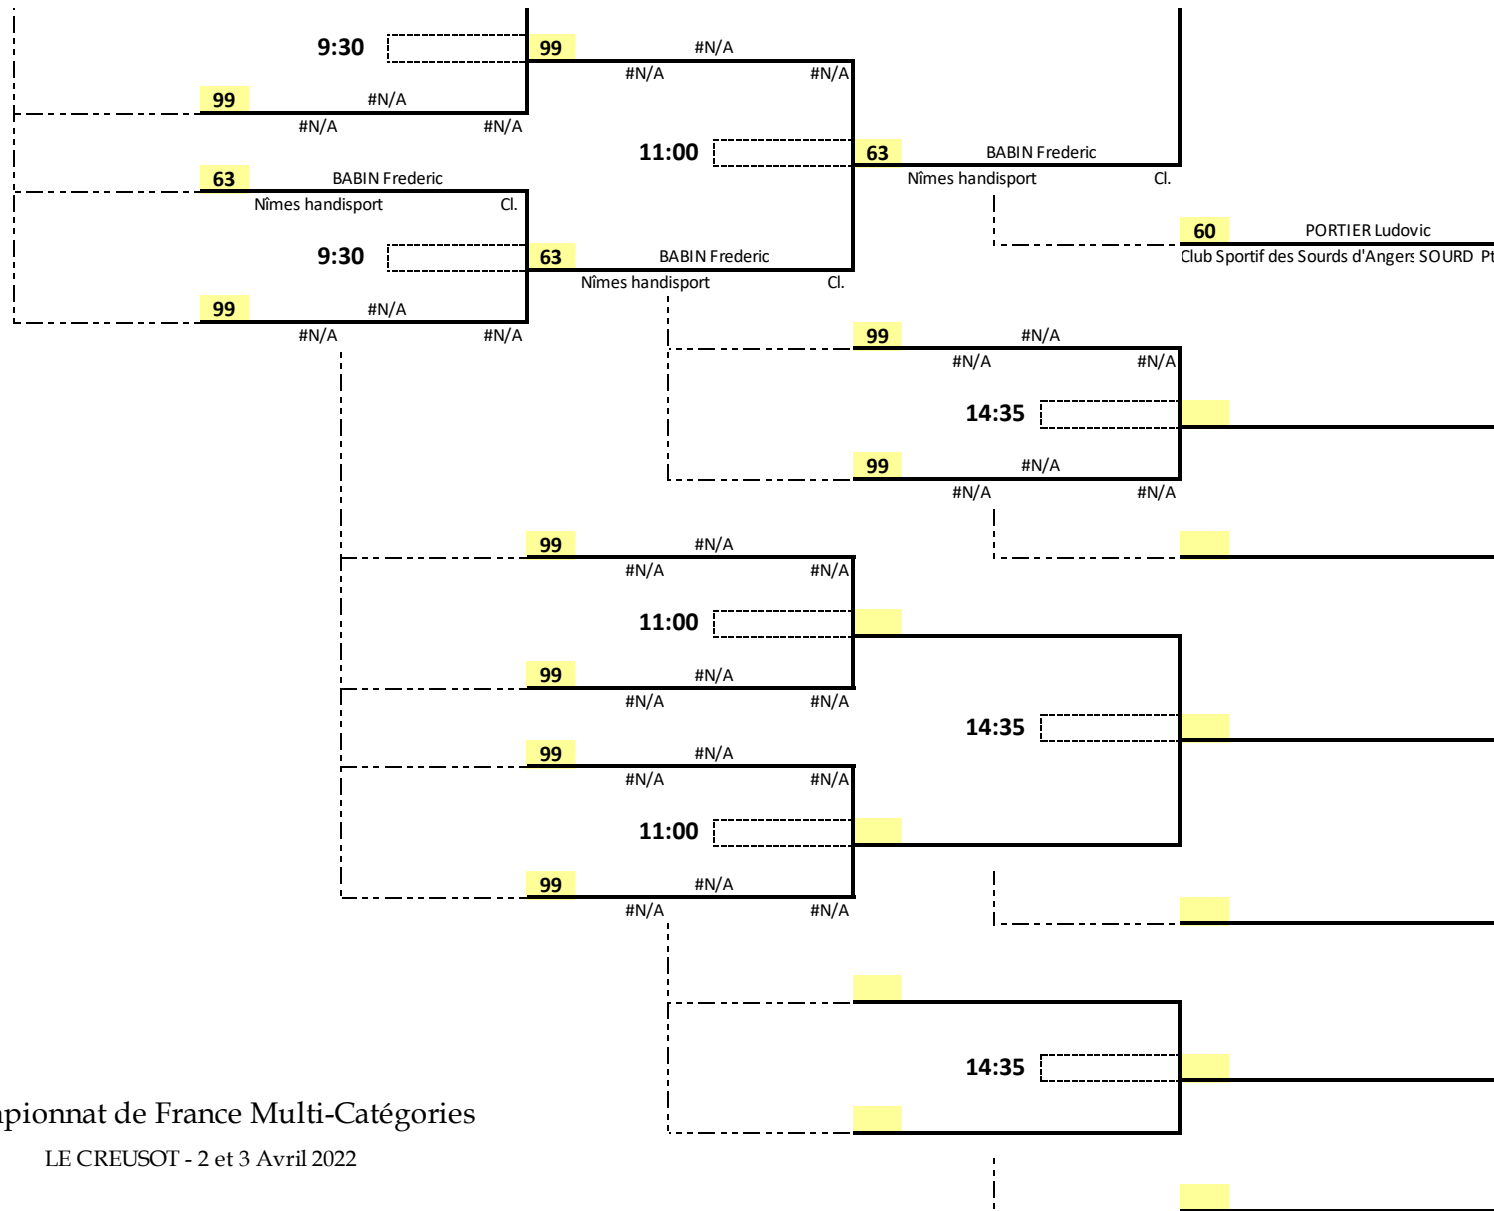 9:30
99 #N/A
#N/A #N/A
99 #N/A
#N/A #N/A
11:00
63 BABIN Frederic
Nîmes handisport Cl.
63 BABIN Frederic
Nîmes handisport Cl.
60 PORTIER Ludovic
Club Sportif des Sourds d'Angers SOURD Pt
9:30
63 BABIN Frederic
Nîmes handisport Cl.
99 #N/A
#N/A #N/A
99 #N/A
#N/A #N/A
14:35
99 #N/A
#N/A #N/A
99 #N/A
#N/A #N/A
11:00
99 #N/A
#N/A #N/A
14:35
99 #N/A
#N/A #N/A
11:00
99 #N/A
#N/A #N/A
14:35
pionnat de France Multi-Catégories
LE CREUSOT - 2 et 3 Avril 2022